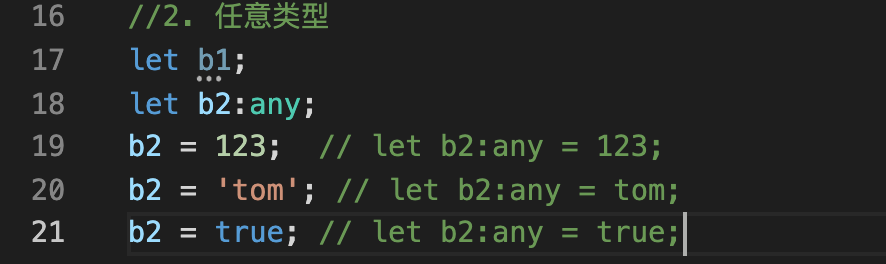 16 //2. 任意类型
17 let b1;
18 let b2:any;
19 b2 = 123;  // let b2:any = 123;
20 b2 = 'tom'; // let b2:any = tom;
21 b2 = true; // let b2:any = true;